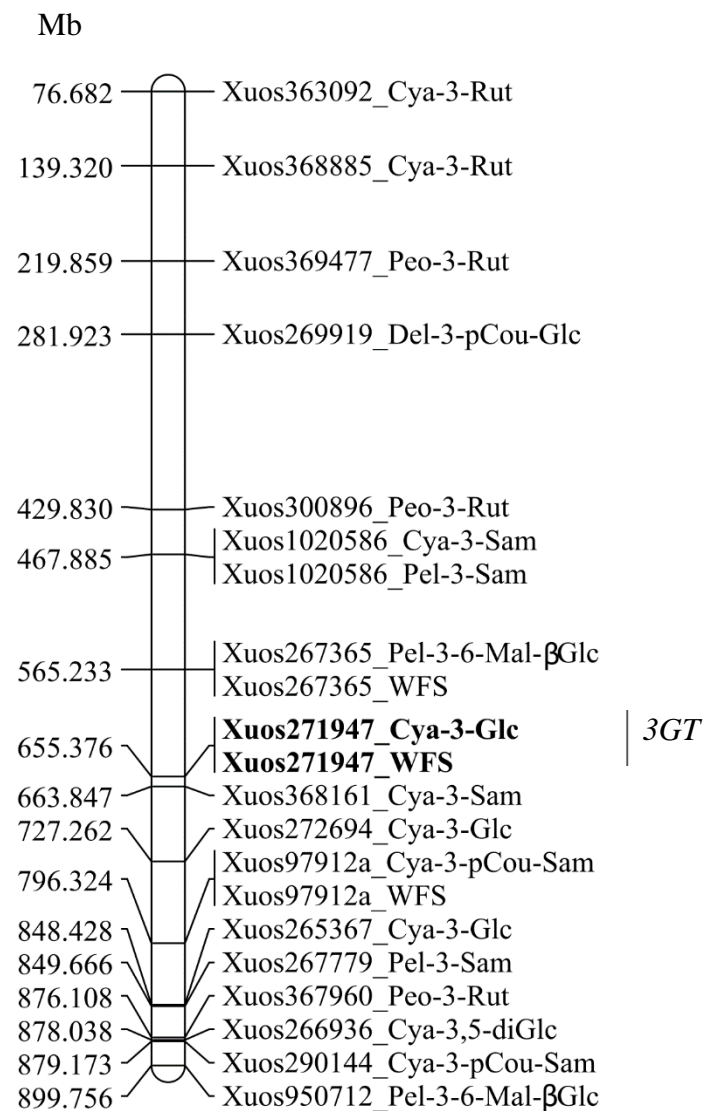 Mb
76.682 Xuos363092_Cya-3-Rut
139.320 Xuos368885_Cya-3-Rut
219.859 Xuos369477_Peo-3-Rut
281.923 Xuos269919_Del-3-pCou-Glc
429.830 Xuos300896_Peo-3-Rut
467.885 Xuos1020586_Cya-3-Sam
Xuos1020586_Pel-3-Sam
565.233 Xuos267365_Pel-3-6-Mal-βGlc
Xuos267365_WFS
655.376 Xuos271947_Cya-3-Glc 3GT
Xuos271947_WFS
663.847 Xuos368161_Cya-3-Sam
727.262 Xuos272694_Cya-3-Glc
796.324 Xuos97912a_Cya-3-pCou-Sam
Xuos97912a_WFS
848.428 Xuos265367_Cya-3-Glc
849.666 Xuos267779_Pel-3-Sam
876.108 Xuos367960_Peo-3-Rut
878.038 Xuos266936_Cya-3,5-diGlc
879.173 Xuos290144_Cya-3-pCou-Sam
899.756 Xuos950712_Pel-3-6-Mal-βGlc